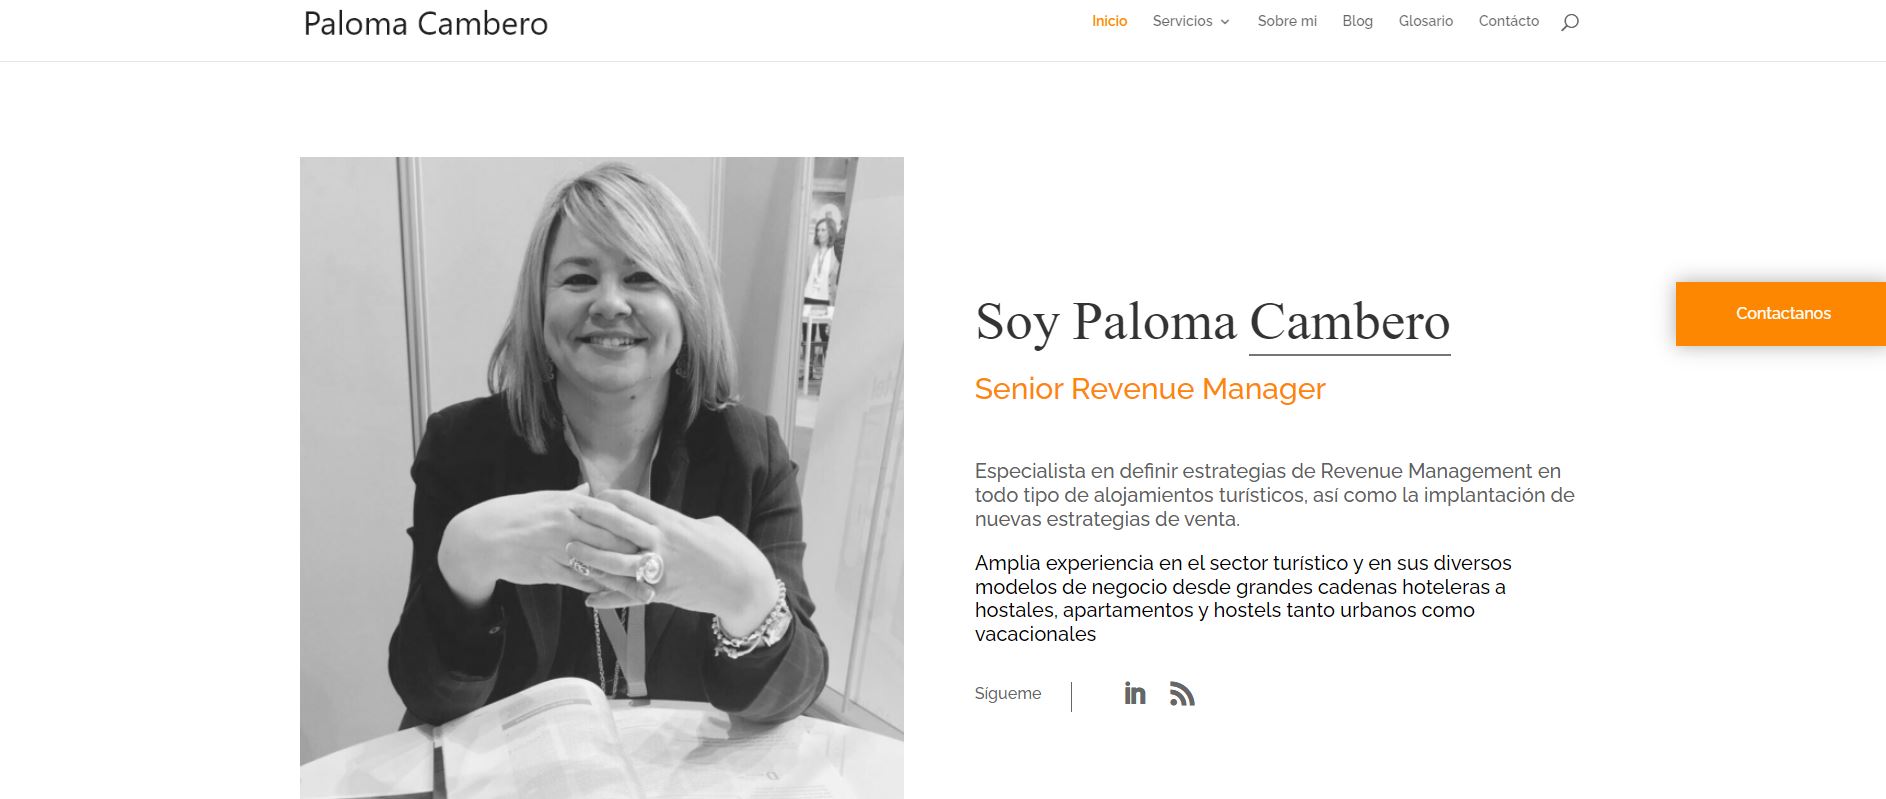 Paloma Cambero
Inicio
Servicios
Sobre mi
Blog
Glosario
Contácto
Soy Paloma Cambero
Contactanos
Senior Revenue Manager
Especialista en definir estrategias de Revenue Management en
todo tipo de alojamientos turísticos, así como la implantación de
nuevas estrategias de venta.
Amplia experiencia en el sector turístico y en sus diversos
modelos de negocio desde grandes cadenas hoteleras a
hostales, apartamentos y hostels tanto urbanos como
vacacionales
Sígueme
in